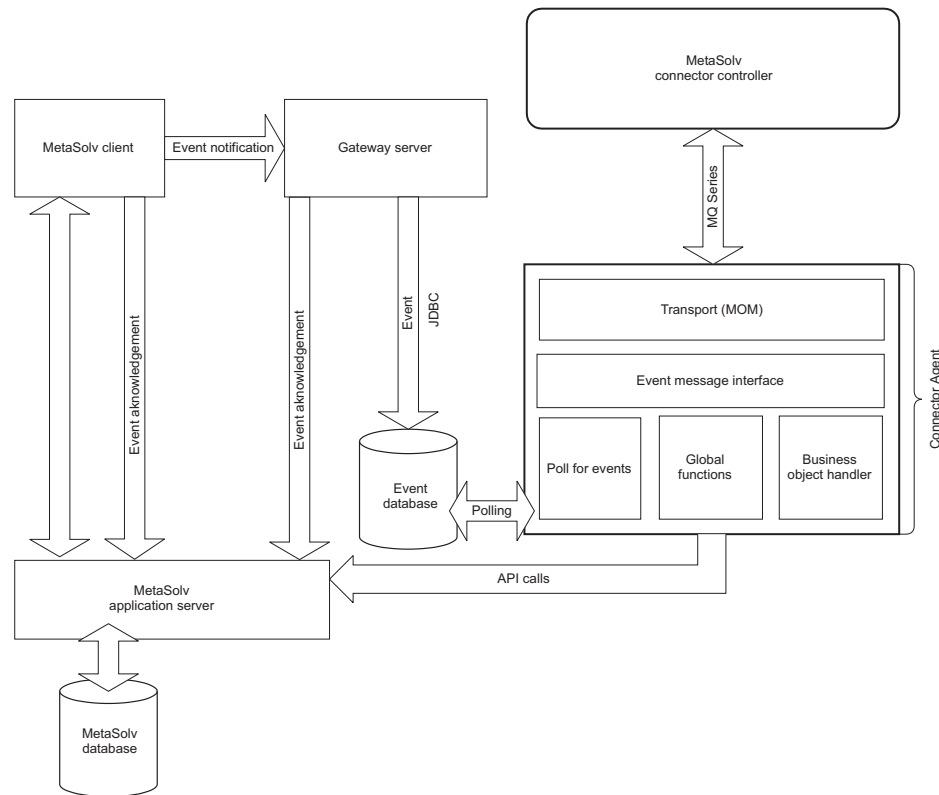 MetaSolv
connector controller
MetaSolv client
Event notification
Gateway server
MQ Series
Event aknowledgement
Event aknowledgement
Event
JDBC
Transport (MOM)
Event message interface
Poll for events
Global
functions
Business
object handler
Connector Agent
Event
database
Polling
API calls
MetaSolv
application server
MetaSolv
database